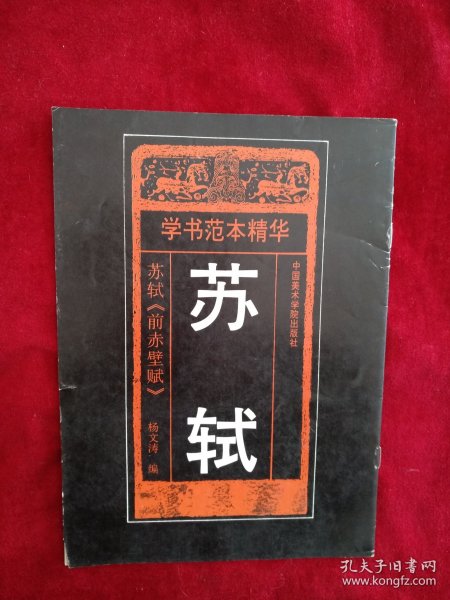 学书范本精华
苏轼
中国美术学院出版社
苏轼《前赤壁赋》
杨文涛 编
孔夫子旧书网
www.kongfz.com